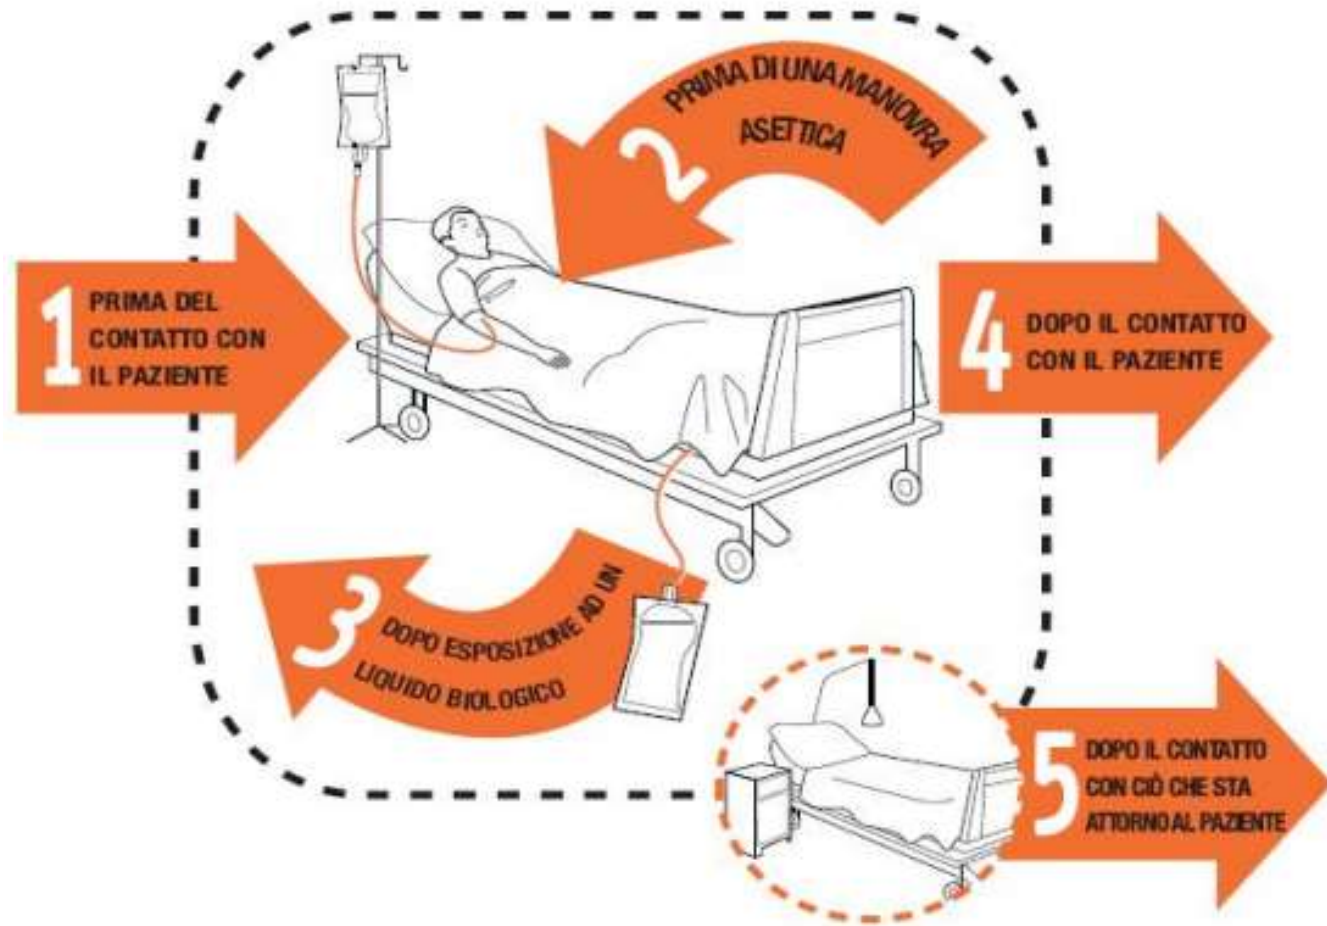 1
PRIMA DEL
CONTATTO CON
IL PAZIENTE
2
PRIMA DI UNA MANOVRA
ASETTICA
3
DOPO ESPOSIZIONE AD UN
LIQUIDO BIOLOGICO
4
DOPO IL CONTATTO
CON IL PAZIENTE
5
DOPO IL CONTATTO
CON CIÒ CHE STA
ATTORNO AL PAZIENTE